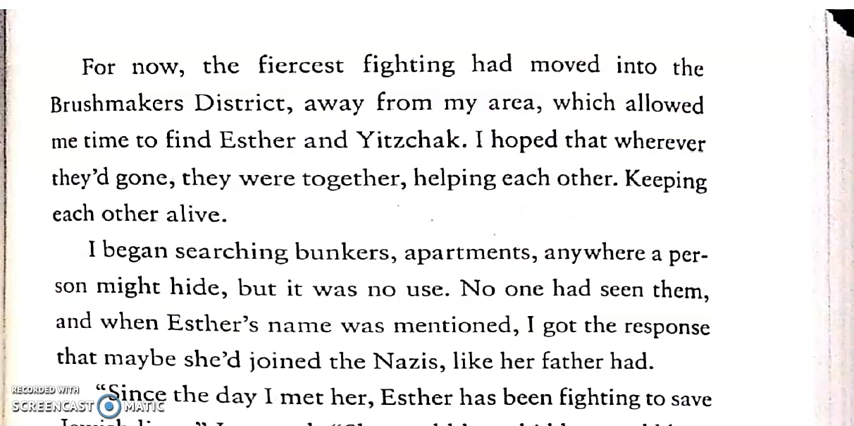 For now, the fiercest fighting had moved into the
Brushmakers District, away from my area, which allowed
me time to find Esther and Yitzchak. I hoped that wherever
they'd gone, they were together, helping each other. Keeping
each other alive.
I began searching bunkers, apartments, anywhere a per-
son might hide, but it was no use. No one had seen them,
and when Esther's name was mentioned, I got the response
that maybe she'd joined the Nazis, like her father had.
"Since the day I met her, Esther has been fighting to save
RECORDED WITH
SCREENCAST MATIC